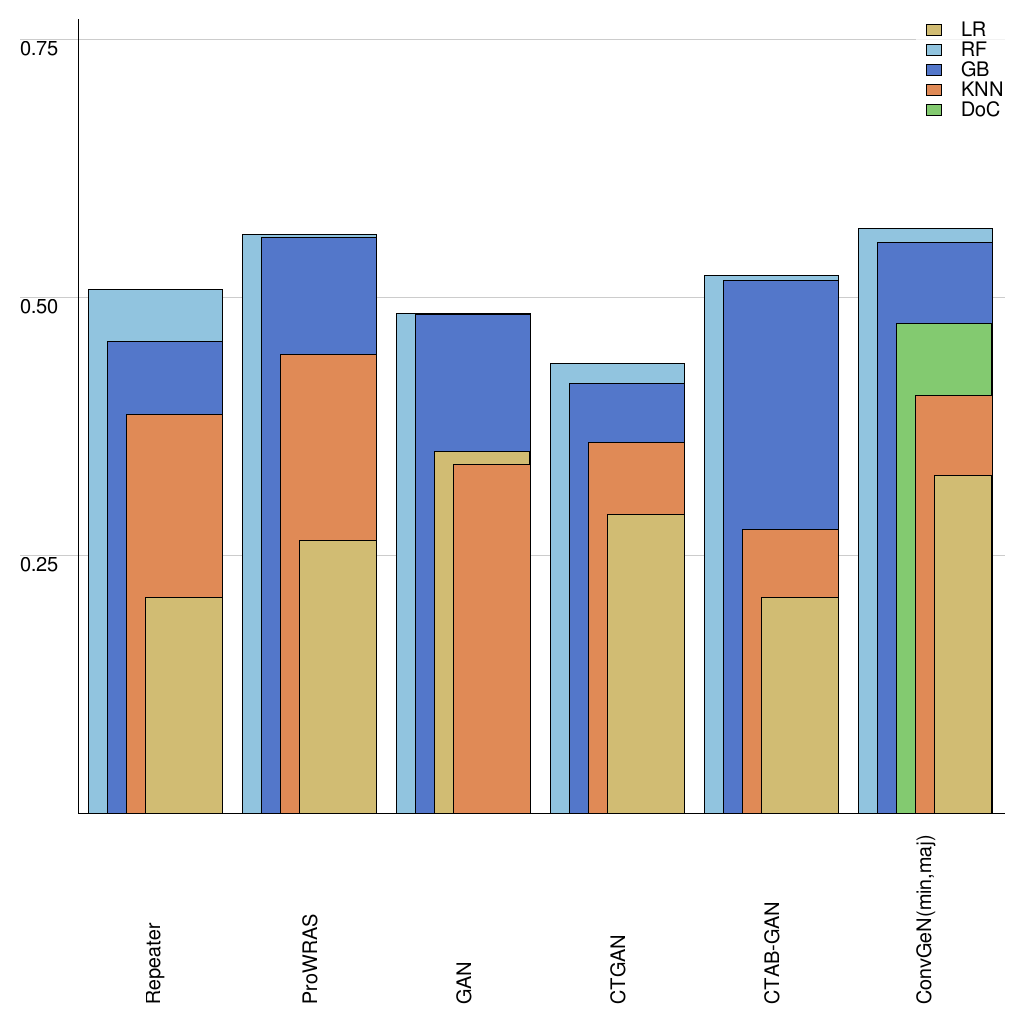 0.75
0.50
0.25
LR
RF
GB
KNN
DoC
Repeater
ProWRAS
GAN
CTGAN
CTAB-GAN
ConvGeN(min,maj)